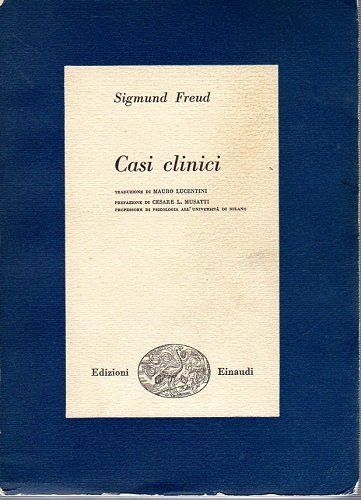 Sigmund Freud
Casi clinici
TRADUZIONE DI MAURO LUCENTINI
PREFAZIONE DI CESARE L. MUSATTI
PROFESSORE DI PSICOLOGIA ALL'UNIVERSITÀ DI MILANO
Edizioni Einaudi